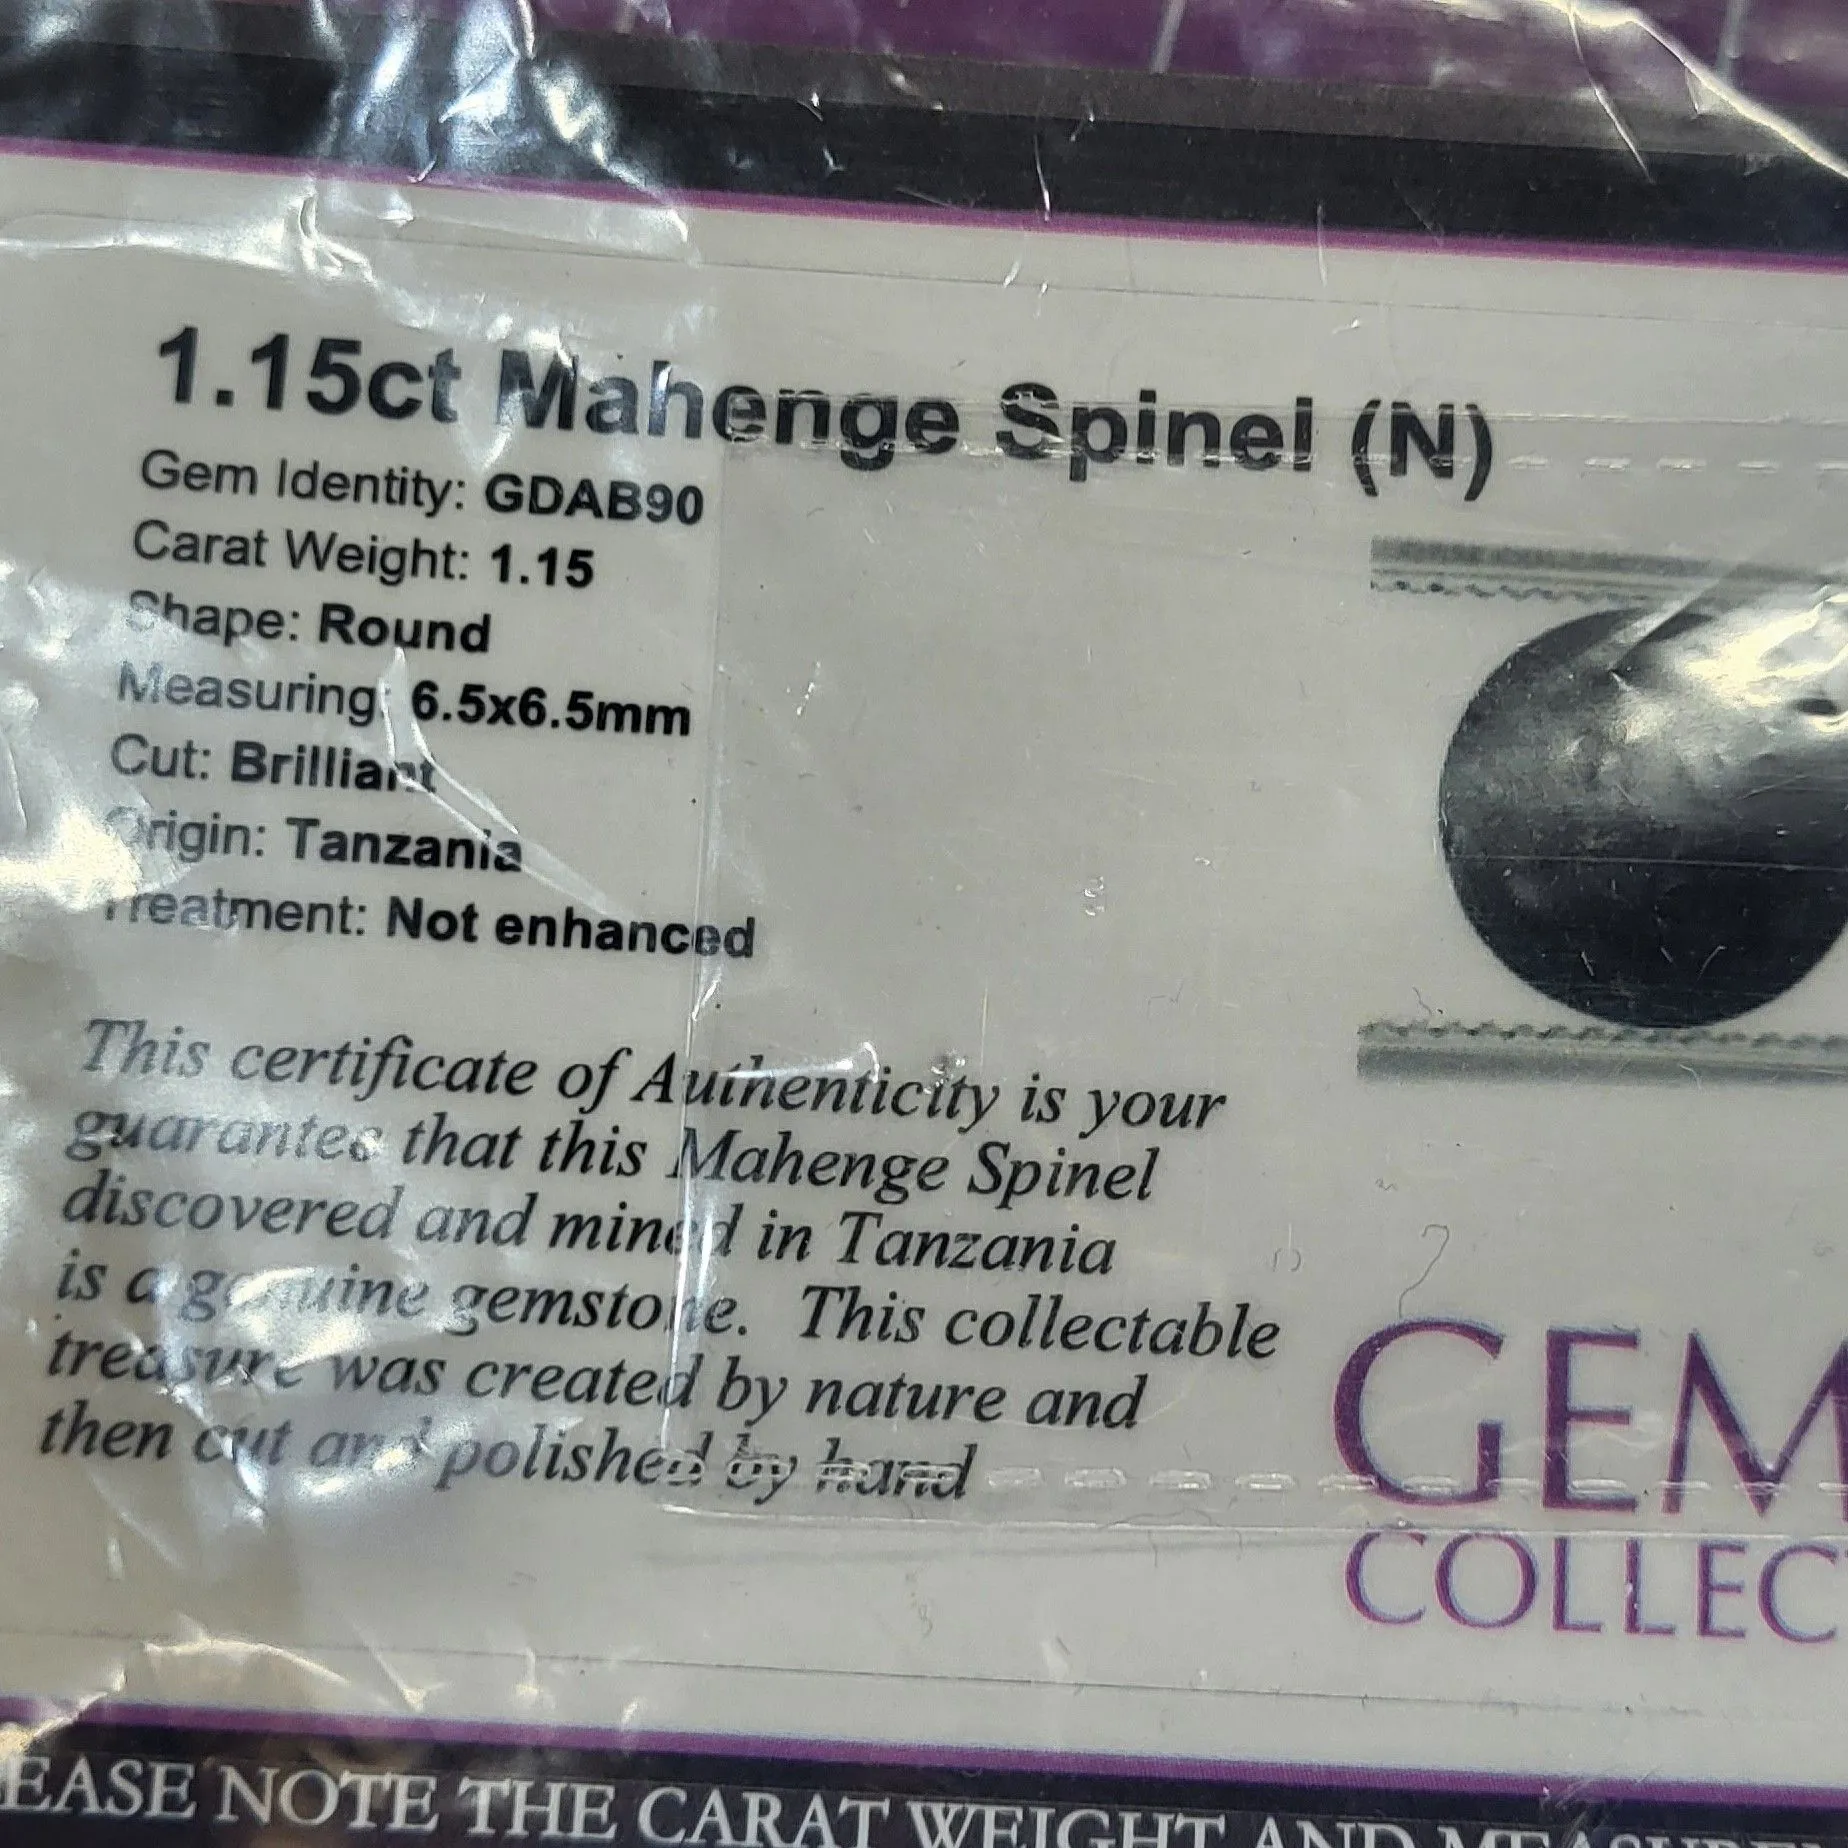 1.15ct Mahenge Spinel (N)
Gem Identity: GDAB90
Carat Weight: 1.15
Shape: Round
Measuring: 6.5x6.5mm
Cut: Brilliant
Origin: Tanzania
Treatment: Not enhanced
This certificate of Authenticity is your
guarantee that this Mahenge Spinel
discovered and mined in Tanzania
is a genuine gemstone. This collectable
treasure was created by nature and
then cut and polished by hand
GEM
COLLEC
EASE NOTE THE CARAT WEIGHT AND